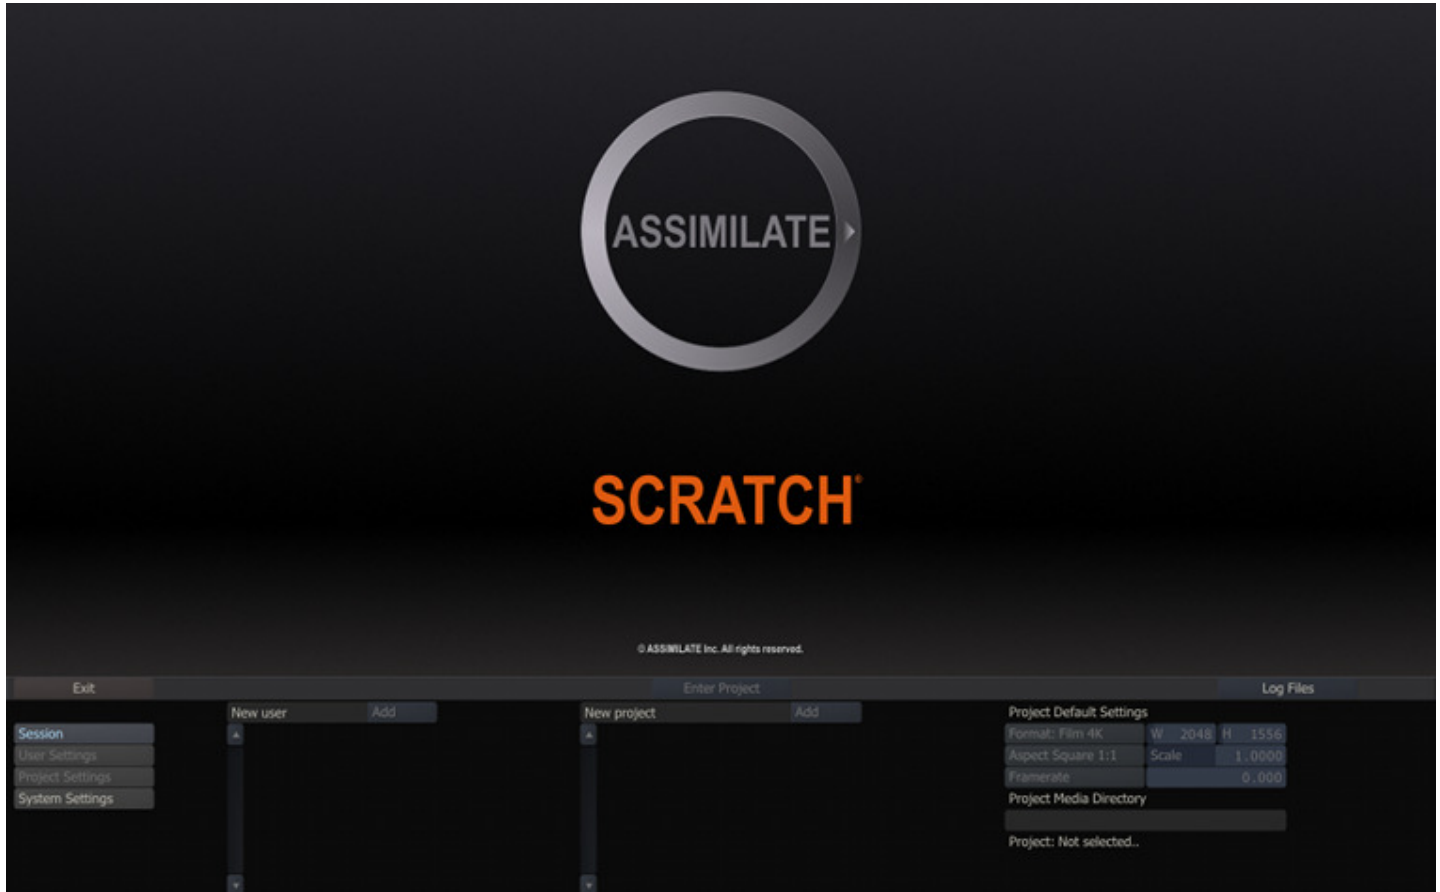 ASSIMILATE
SCRATCH®
© ASSIMILATE Inc. All rights reserved.
Exit
Enter Project
Log Files
New user
Add
New project
Add
Project Default Settings
Session
Format: Film 4K
W 2048
H 1556
User Settings
Aspect Square 1:1
Scale 1.0000
Project Settings
Framerate 0.000
System Settings
Project Media Directory
Project: Not selected..